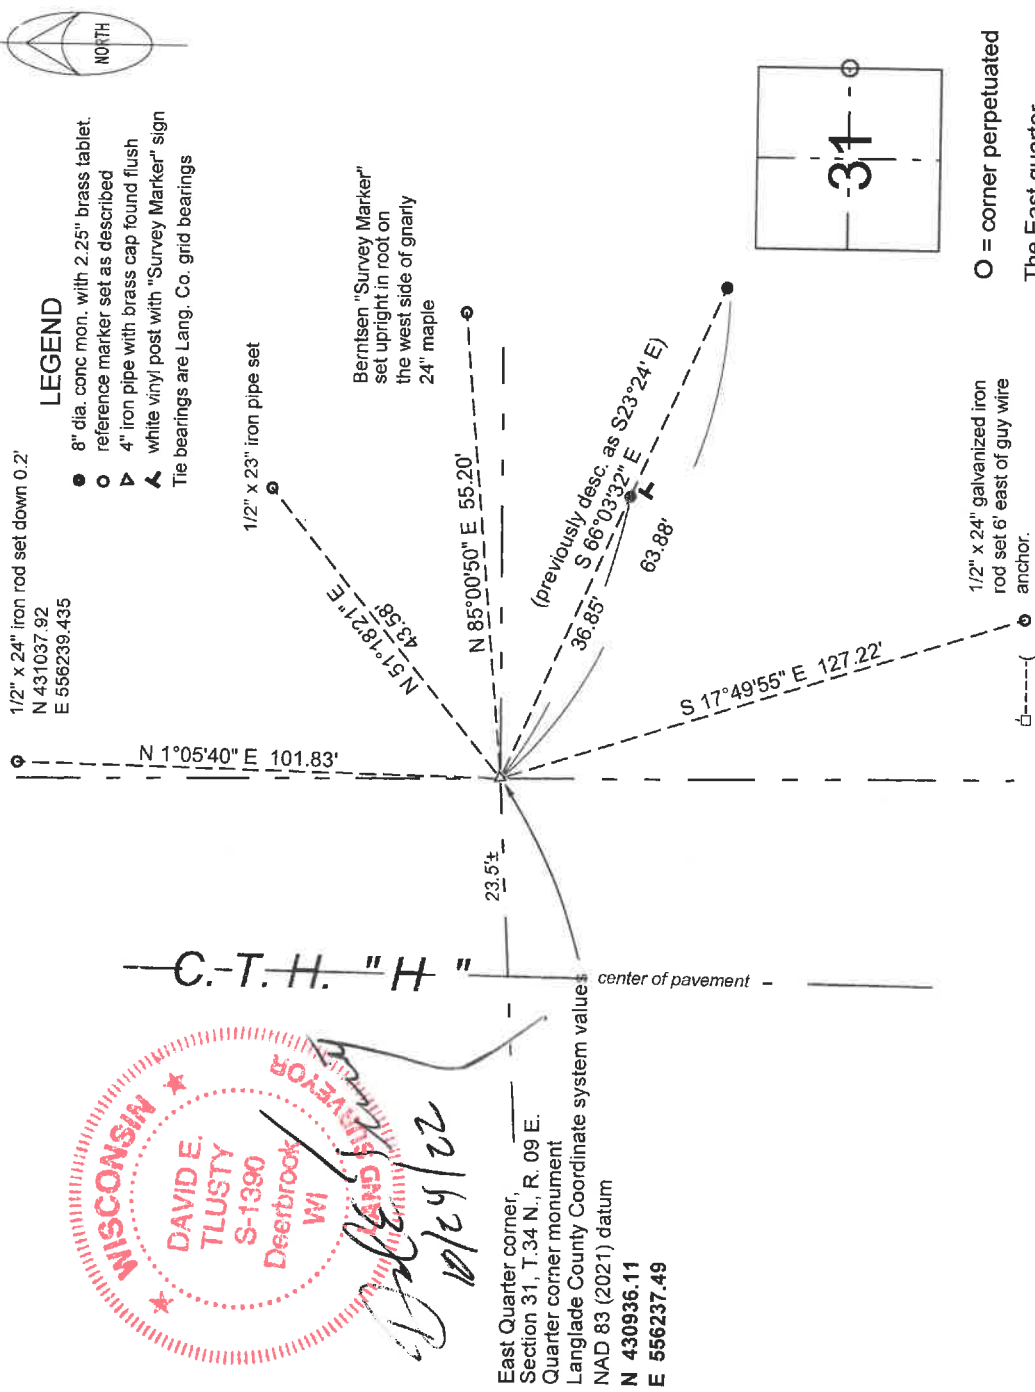 NORTH
LEGEND
8" dia. conc mon. with 2.25" brass tablet.
reference marker set as described
4" iron pipe with brass cap found flush
white vinyl post with "Survey Marker" sign
Tie bearings are Lang. Co. grid bearings
1/2" x 24" iron rod set down 0.2'
N 431037.92
E 556239.435
1/2" x 23" iron pipe set
Berntsen "Survey Marker"
set upright in root on
the west side of gnarly
24" maple
N 1°05'40" E 101.83'
N 51°18'21" E
43.58'
N 85°00'50" E 55.20'
(previously desc. as S23°24' E)
S 66°03'32" E
36.85'
63.88'
S 17°49'55" E 127.22'
1/2" x 24" galvanized iron
rod set 6' east of guy wire
anchor.
31
O = corner perpetuated
The East quarter
23.5'±
C.T.H. "H"
center of pavement
WISCONSIN
DAVID E.
TLUSTY
S-1390
Deerbrook
WI
LAND SURVEYOR
East Quarter corner,
Section 31, T.34 N., R. 09 E.
Quarter corner monument
Langlade County Coordinate system values
NAD 83 (2021) datum
N 430936.11
E 556237.49